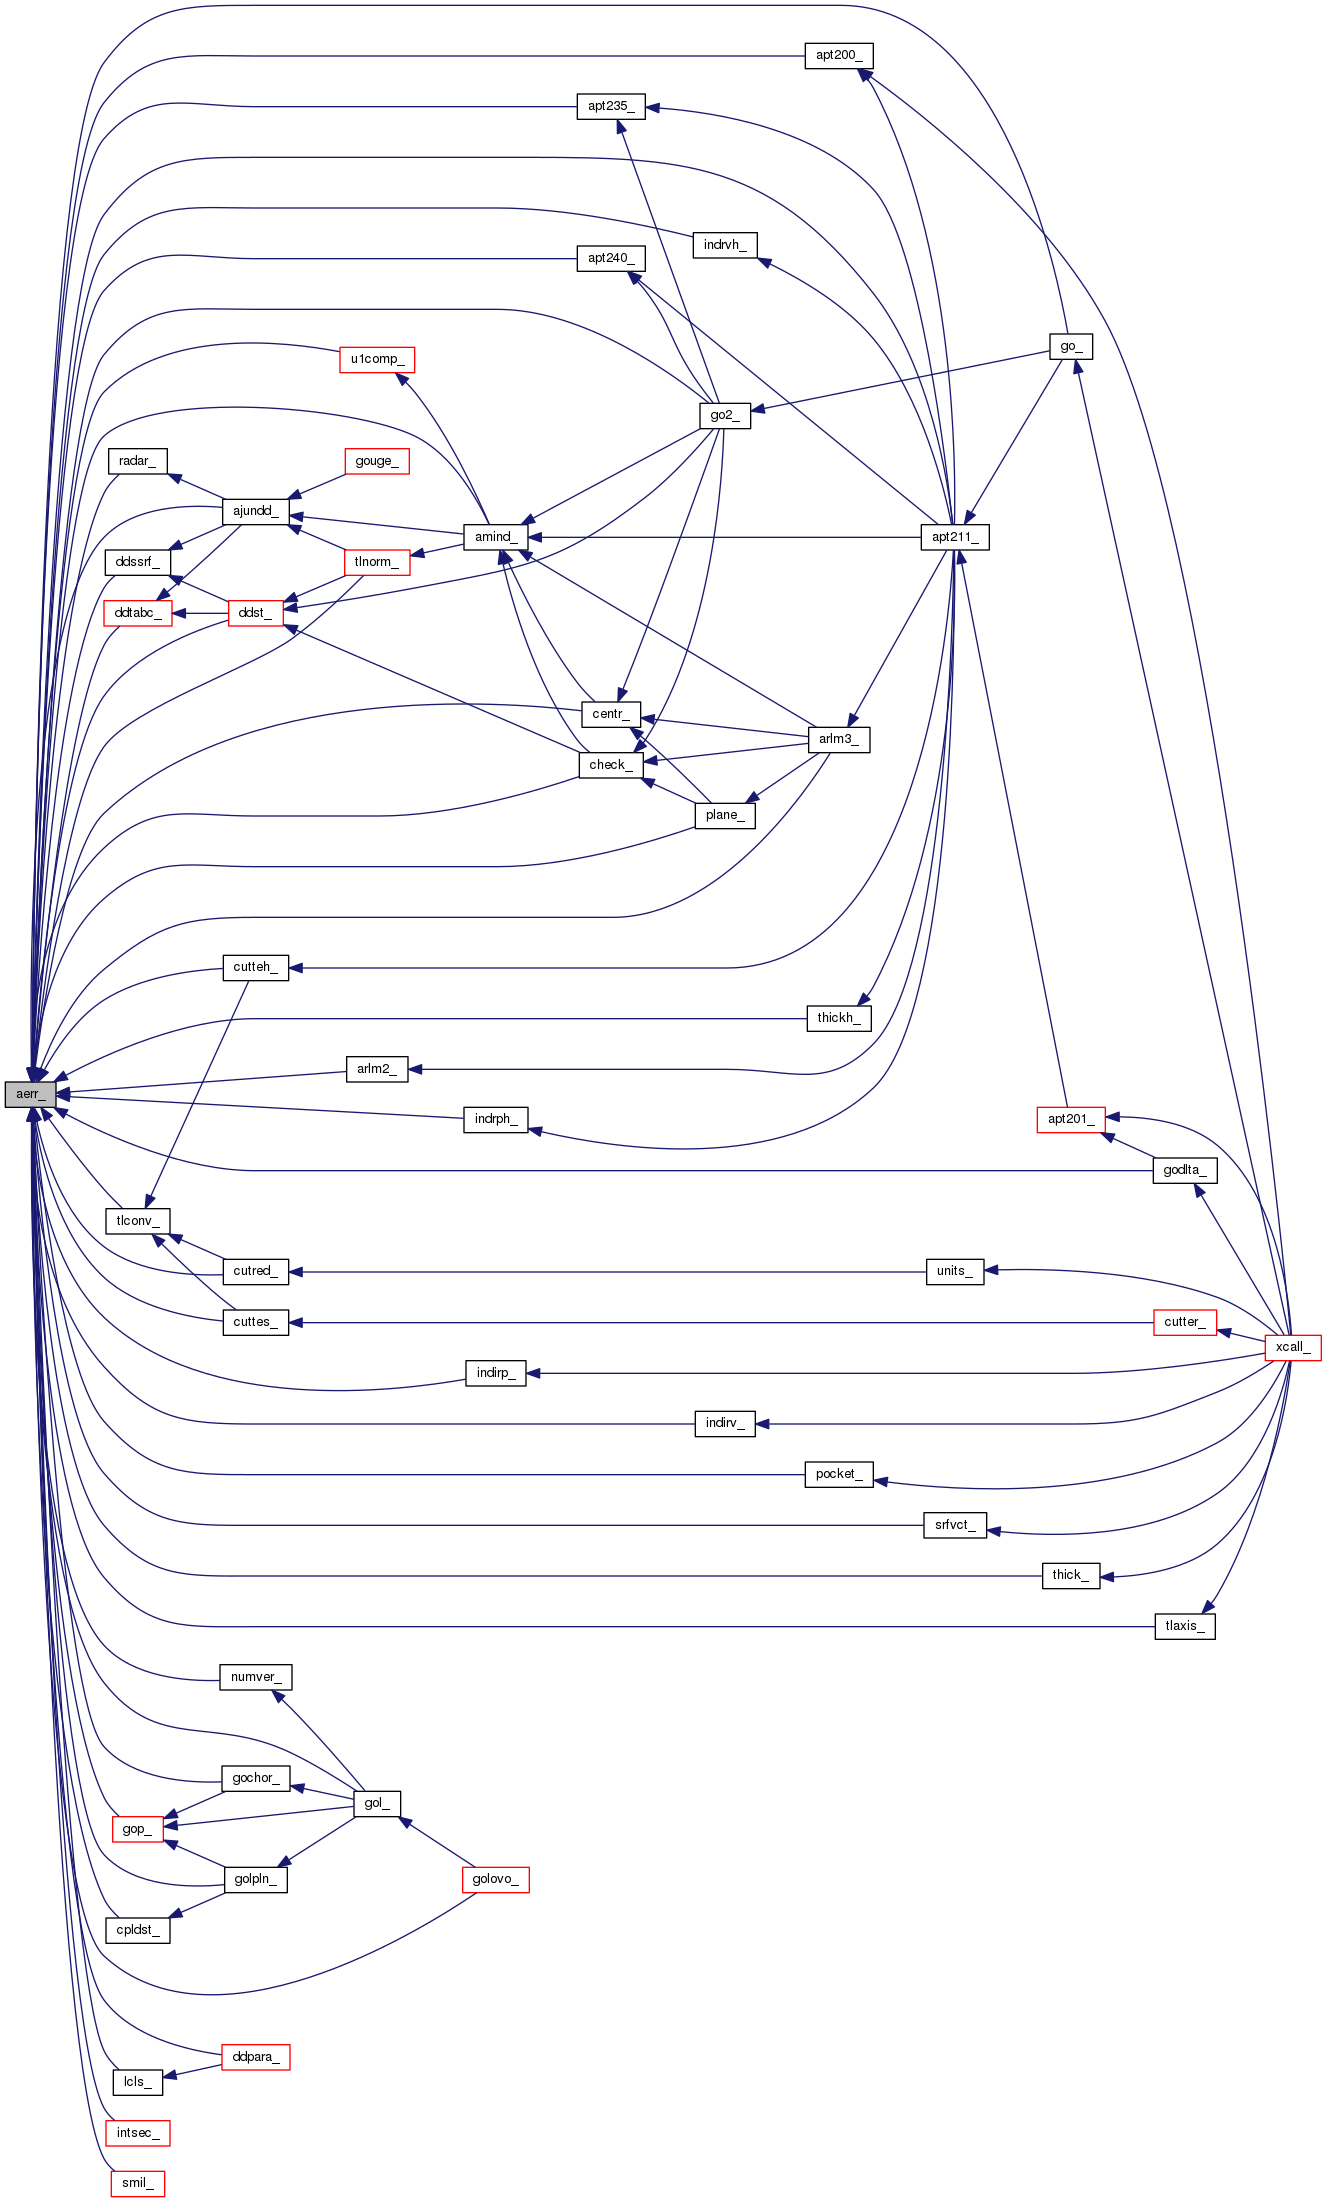 apt200_
apt235_
indrvh_
apt240_
go_
u1comp_
go2_
radar_
gouge_
ajundd_
amind_
apt211_
ddssrf_
tlnorm_
ddtabc_
ddst_
centr_
arlm3_
check_
plane_
cutteh_
thickh_
arlm2_
aerr_
indrph_
apt201_
godlta_
tlconv_
cutred_
units_
cuttes_
cutter_
xcall_
indirp_
indirv_
pocket_
srfvct_
thick_
tlaxis_
numver_
gochor_
gol_
gop_
golpln_
golovo_
cpldst_
ddpara_
lcls_
intsec_
smil_